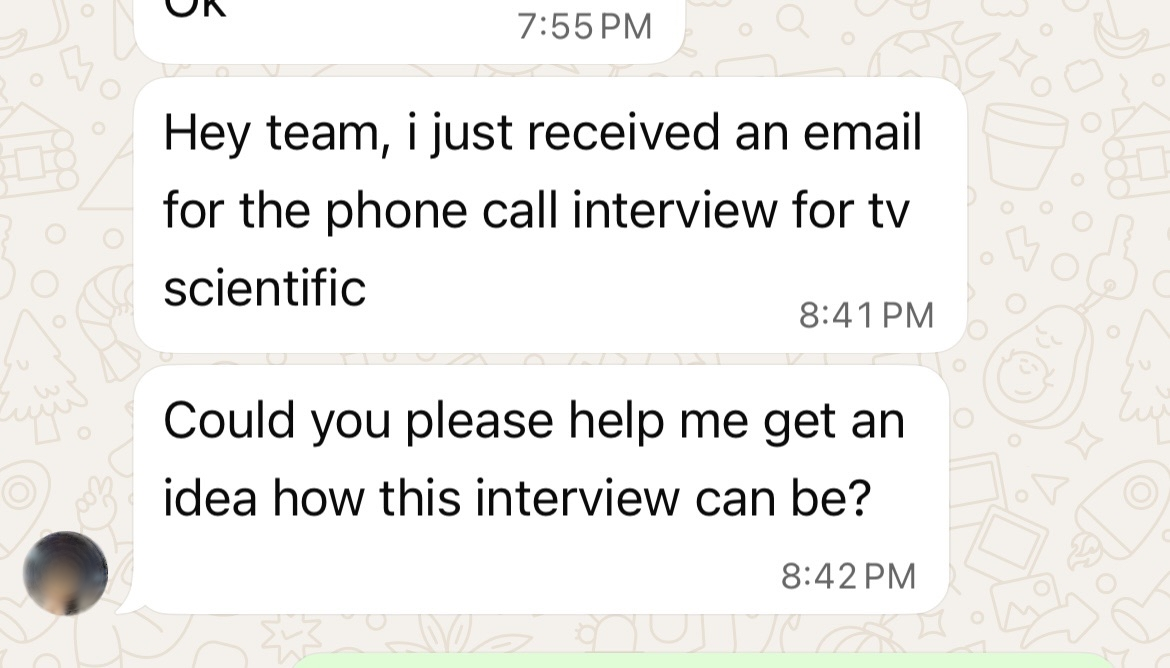 Ok
7:55 PM
Hey team, i just received an email
for the phone call interview for tv
scientific
8:41 PM
Could you please help me get an
idea how this interview can be?
8:42 PM